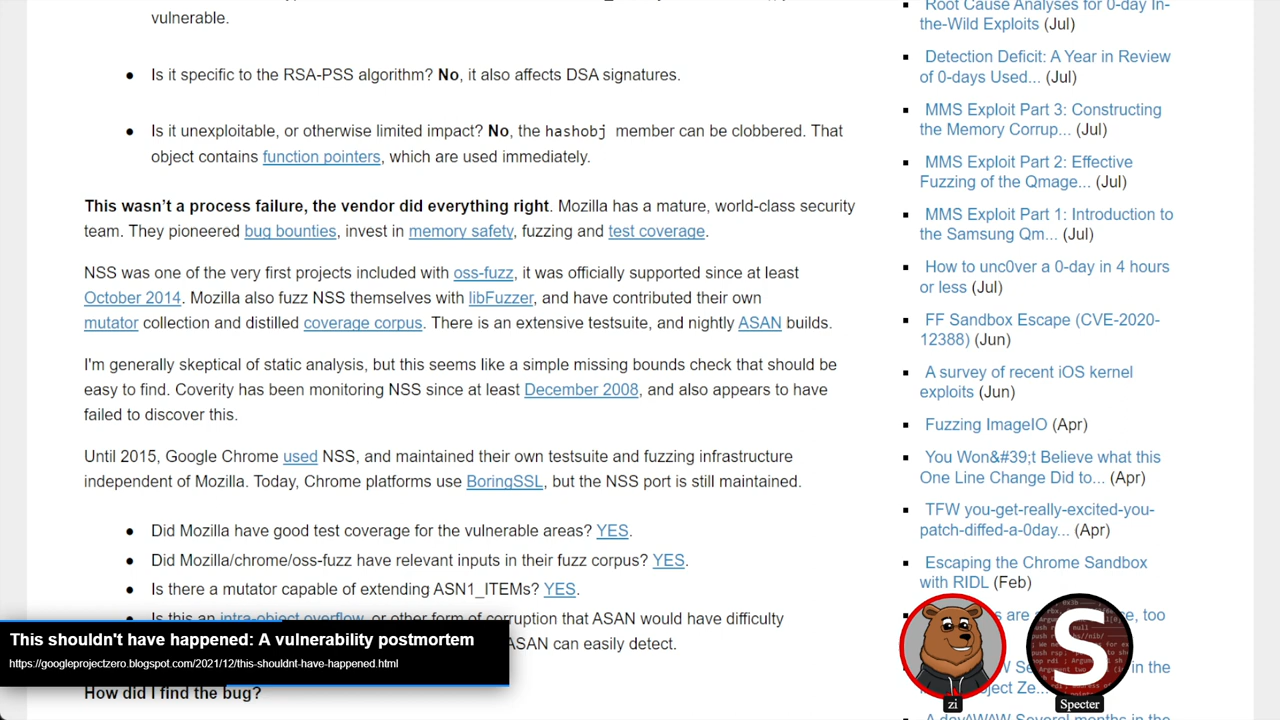 vulnerable.
● Is it specific to the RSA-PSS algorithm? No, it also affects DSA signatures.
● Is it unexploitable, or otherwise limited impact? No, the hashobj member can be clobbered. That
object contains function pointers, which are used immediately.
This wasn't a process failure, the vendor did everything right. Mozilla has a mature, world-class security
team. They pioneered bug bounties, invest in memory safety, fuzzing and test coverage.
NSS was one of the very first projects included with oss-fuzz, it was officially supported since at least
October 2014. Mozilla also fuzz NSS themselves with libFuzzer, and have contributed their own
mutator collection and distilled coverage corpus. There is an extensive testsuite, and nightly ASAN builds.
I'm generally skeptical of static analysis, but this seems like a simple missing bounds check that should be
easy to find. Coverity has been monitoring NSS since at least December 2008, and also appears to have
failed to discover this.
Until 2015, Google Chrome used NSS, and maintained their own testsuite and fuzzing infrastructure
independent of Mozilla. Today, Chrome platforms use BoringSSL, but the NSS port is still maintained.
● Did Mozilla have good test coverage for the vulnerable areas? YES.
● Did Mozilla/chrome/oss-fuzz have relevant inputs in their fuzz corpus? YES.
● Is there a mutator capable of extending ASN1_ITEMs? YES.
● Is this an intra-object overflow, or other form of corruption that ASAN would have difficulty
ASAN can easily detect.
How did I find the bug?
This shouldn't have happened: A vulnerability postmortem
https://googleprojectzero.blogspot.com/2021/12/this-shouldnt-have-happened.html
Root Cause Analyses for 0-day In-
the-Wild Exploits (Jul)
Detection Deficit: A Year in Review
of 0-days Used... (Jul)
MMS Exploit Part 3: Constructing
the Memory Corrup... (Jul)
MMS Exploit Part 2: Effective
Fuzzing of the Qmage... (Jul)
MMS Exploit Part 1: Introduction to
the Samsung Qm... (Jul)
How to unc0ver a 0-day in 4 hours
or less (Jul)
FF Sandbox Escape (CVE-2020-
12388) (Jun)
A survey of recent iOS kernel
exploits (Jun)
Fuzzing ImageIO (Apr)
You Won&#39;t Believe what this
One Line Change Did to... (Apr)
TFW you-get-really-excited-you-
patch-diffed-a-0day... (Apr)
Escaping the Chrome Sandbox
with RIDL (Feb)
too
in the
S
zi
Specter